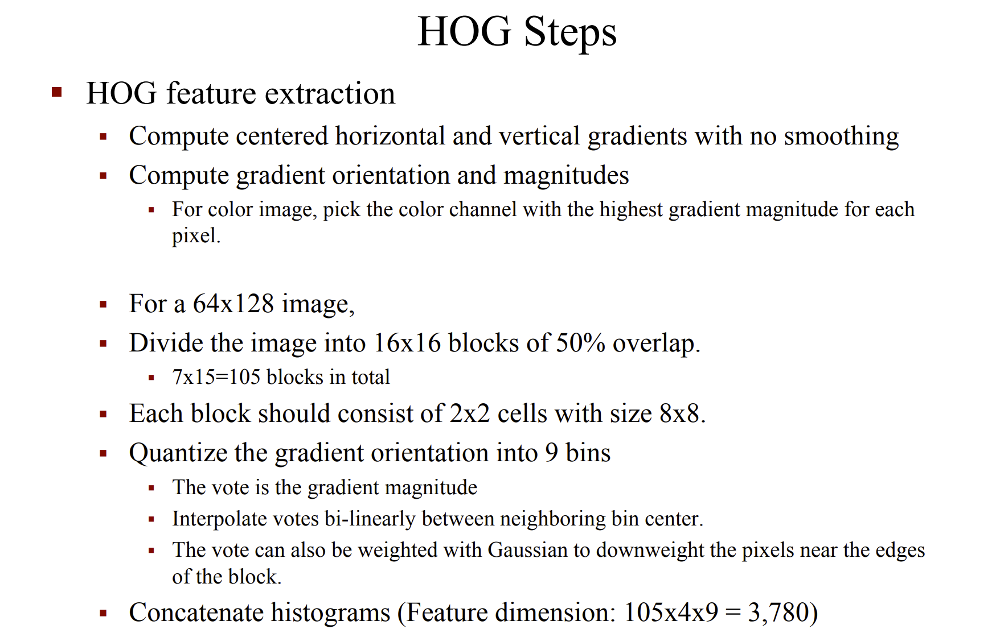 HOG Steps
HOG feature extraction
Compute centered horizontal and vertical gradients with no smoothing
Compute gradient orientation and magnitudes
For color image, pick the color channel with the highest gradient magnitude for each
pixel.
For a 64x128 image,
Divide the image into 16x16 blocks of 50% overlap.
7x15=105 blocks in total
Each block should consist of 2x2 cells with size 8x8.
Quantize the gradient orientation into 9 bins
The vote is the gradient magnitude
Interpolate votes bi-linearly between neighboring bin center.
The vote can also be weighted with Gaussian to downweight the pixels near the edges
of the block.
Concatenate histograms (Feature dimension: 105x4x9 = 3,780)